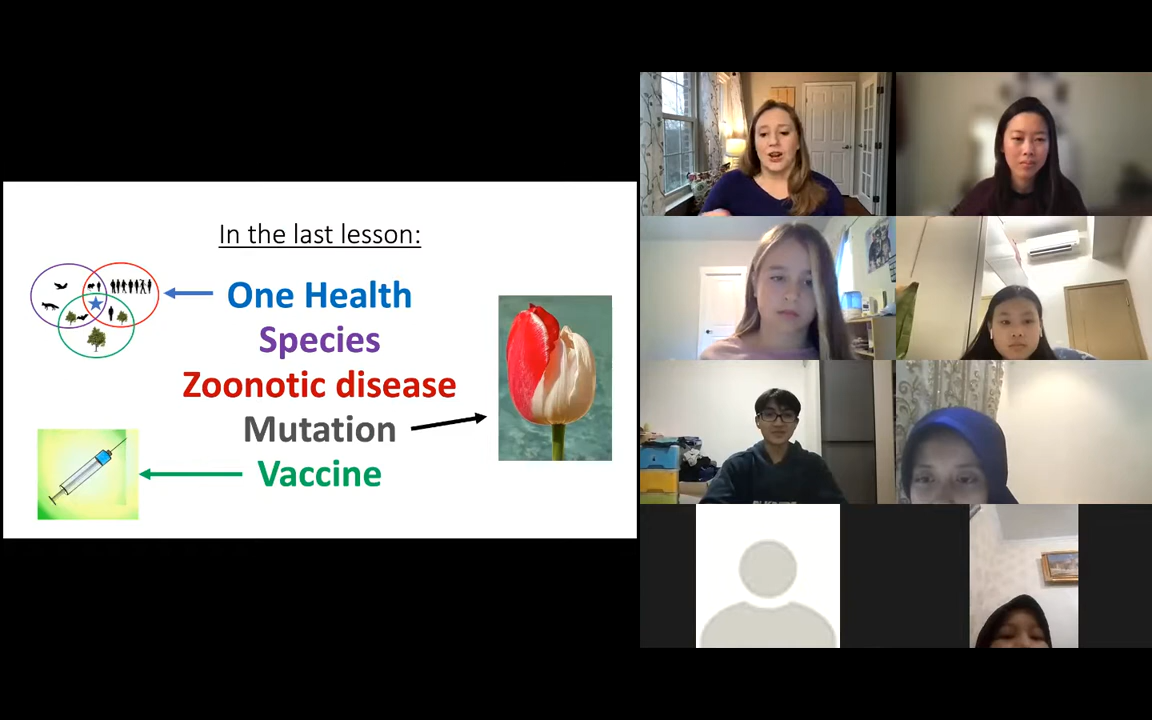 In the last lesson:
One Health
Species
Zoonotic disease
Mutation
Vaccine